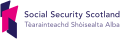 Social Security Scotland
Tèarainteachd Shòisealta Alba